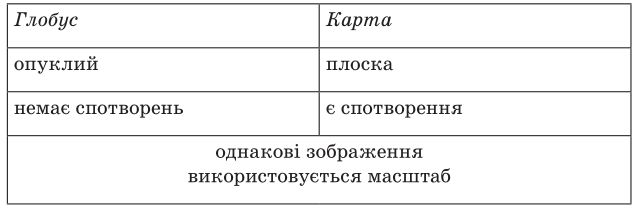 Глобус Карта
опуклий плоска
немає спотворень є спотворення
однакові зображення
використовується масштаб